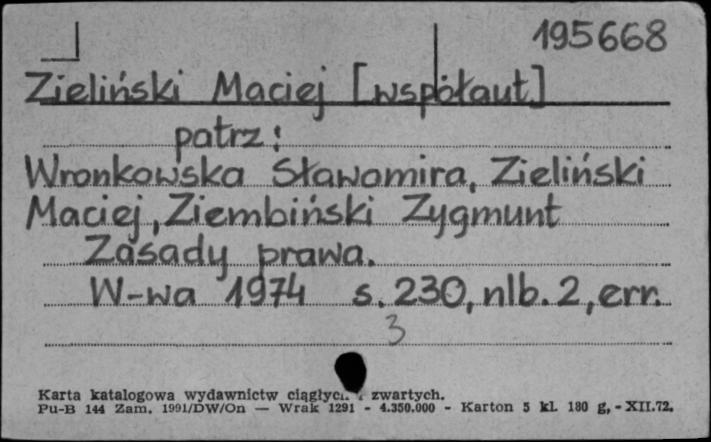 195668
Zieliński Maciej [współaut]
patrz:
Wronkowska Sławomira, Zieliński
Maciej, Ziembiński Zygmunt
Zasady prawa.
W-wa 1974 s. 230, nlb. 2, err.
3
Karta katalogowa wydawnictw ciągłych i zwartych.
Pu-B 144 Zam. 1991/DW/On — Wrak 1291 - 4.350.000 - Karton 5 kl. 180 g, - XII.72.